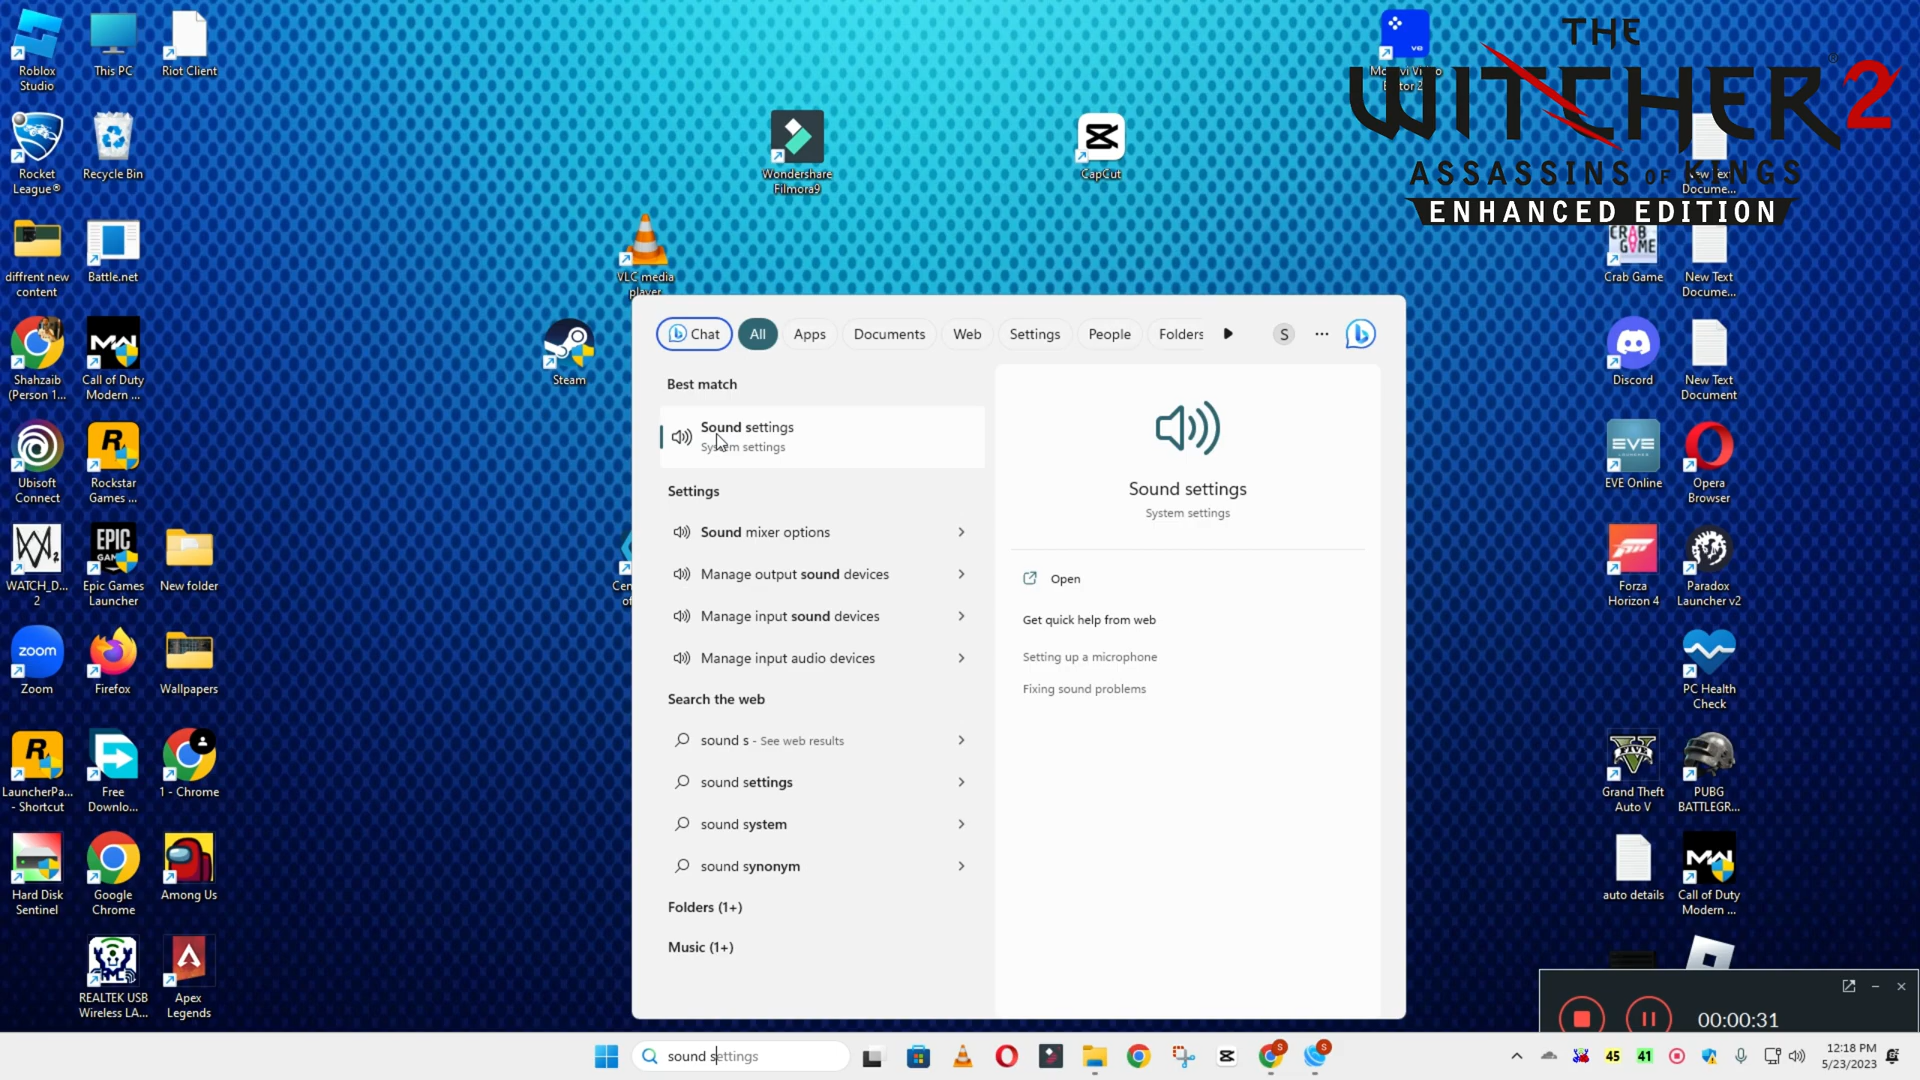 Roblox
Studio
This PC
Riot Client
Rocket
League®
Recycle Bin
diffrent new
content
Battle.net
Shahzaib
(Person 1...
Call of Duty
Modern ...
Ubisoft
Connect
Rockstar
Games ...
WATCH_D...
2
EPIC
Epic Games
Launcher
New folder
zoom
Zoom
Firefox
Wallpapers
LauncherPa...
- Shortcut
Free
Downlo...
1 - Chrome
Hard Disk
Sentinel
Google
Chrome
Among Us
REALTEK USB
Wireless LA...
Apex
Legends
Wondershare
Filmora9
CapCut
VLC media
player
Steam
THE
WITCHER 2
ASSASSINS OF KINGS
ENHANCED EDITION
New Text
Docume...
CRAB
GAME
Crab Game
New Text
Docume...
Discord
New Text
Document
EVE
EVE Online
Opera
Browser
Forza
Horizon 4
Paradox
Launcher v2
PC Health
Check
Grand Theft
Auto V
PUBG
BATTLEGR...
auto details
Call of Duty
Modern ...
Chat
All
Apps
Documents
Web
Settings
People
Folders
S
Best match
Sound settings
System settings
Settings
Sound mixer options
Manage output sound devices
Manage input sound devices
Manage input audio devices
Search the web
sound s - See web results
sound settings
sound system
sound synonym
Folders (1+)
Music (1+)
Sound settings
System settings
Open
Get quick help from web
Setting up a microphone
Fixing sound problems
00:00:31
sound settings
S
S
45
41
12:18 PM
5/23/2023